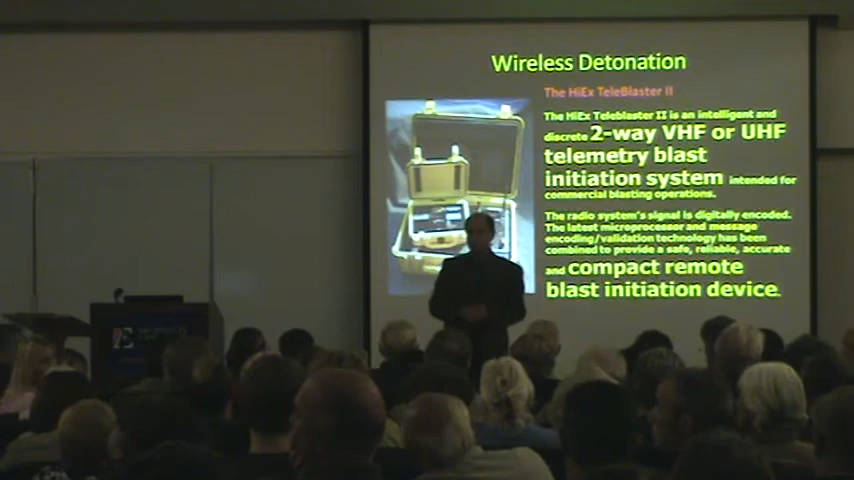 Wireless Detonation
The HiEx TeleBlaster II
The HiEx Teleblaster II is an intelligent and
discrete 2-way VHF or UHF
telemetry blast
initiation system intended for
commercial blasting operations.
The radio system's signal is digitally encoded.
The latest microprocessor and message
encoding/validation technology has been
combined to provide a safe, reliable, accurate
and compact remote
blast initiation device.